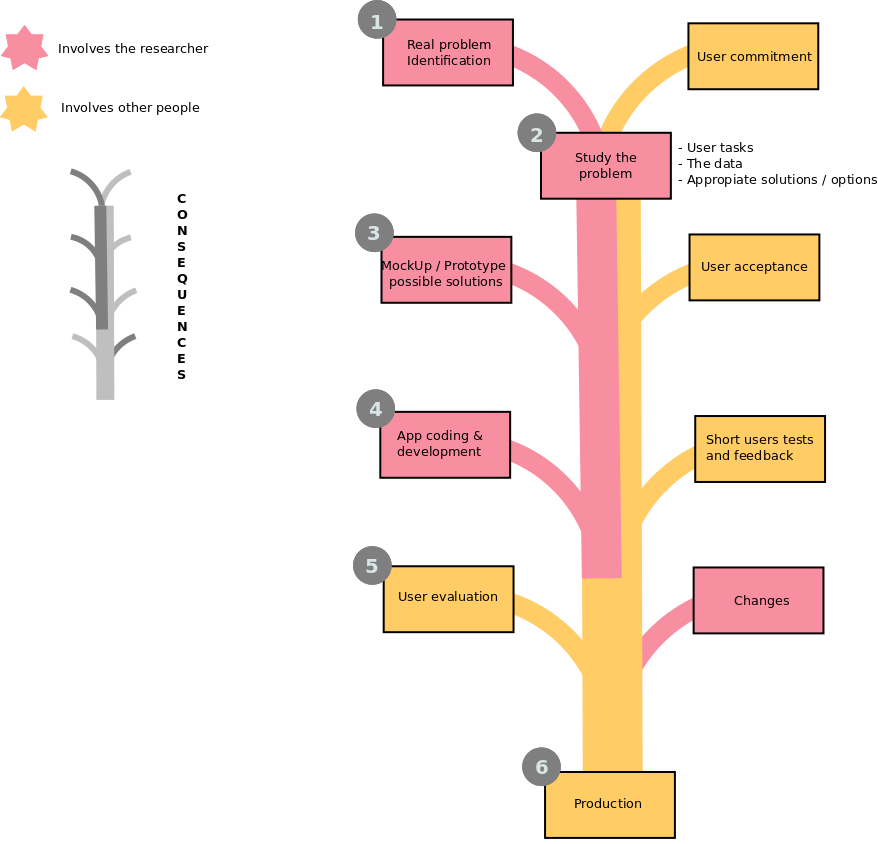 Involves the researcher
Involves other people
C
O
N
S
E
Q
U
E
N
C
E
S
1
Real problem
Identification
User commitment
2
Study the
problem
- User tasks
- The data
- Appropiate solutions / options
3
MockUp / Prototype
possible solutions
User acceptance
4
App coding &
development
Short users tests
and feedback
5
User evaluation
Changes
6
Production